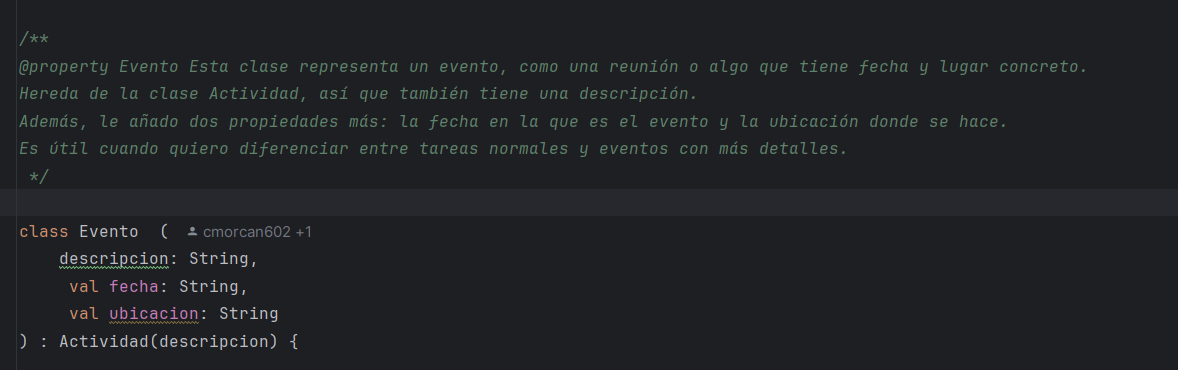 /**
@property Evento Esta clase representa un evento, como una reunión o algo que tiene fecha y lugar concreto.
Hereda de la clase Actividad, así que también tiene una descripción.
Además, le añado dos propiedades más: la fecha en la que es el evento y la ubicación donde se hace.
Es útil cuando quiero diferenciar entre tareas normales y eventos con más detalles.
 */
class Evento  ( cmorcan602 +1
    descripcion: String,
     val fecha: String,
     val ubicacion: String
) : Actividad(descripcion) {